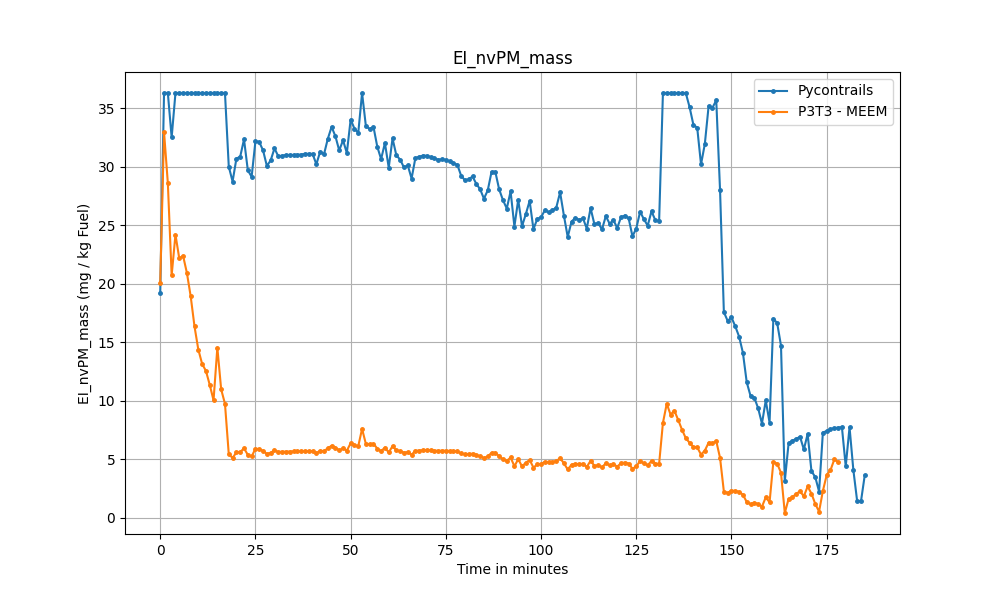 EI_nvPM_mass
EI_nvPM_mass (mg / kg Fuel)
35
30
25
20
15
10
5
0
Pycontrails
P3T3 - MEEM
0 25 50 75 100 125 150 175
Time in minutes